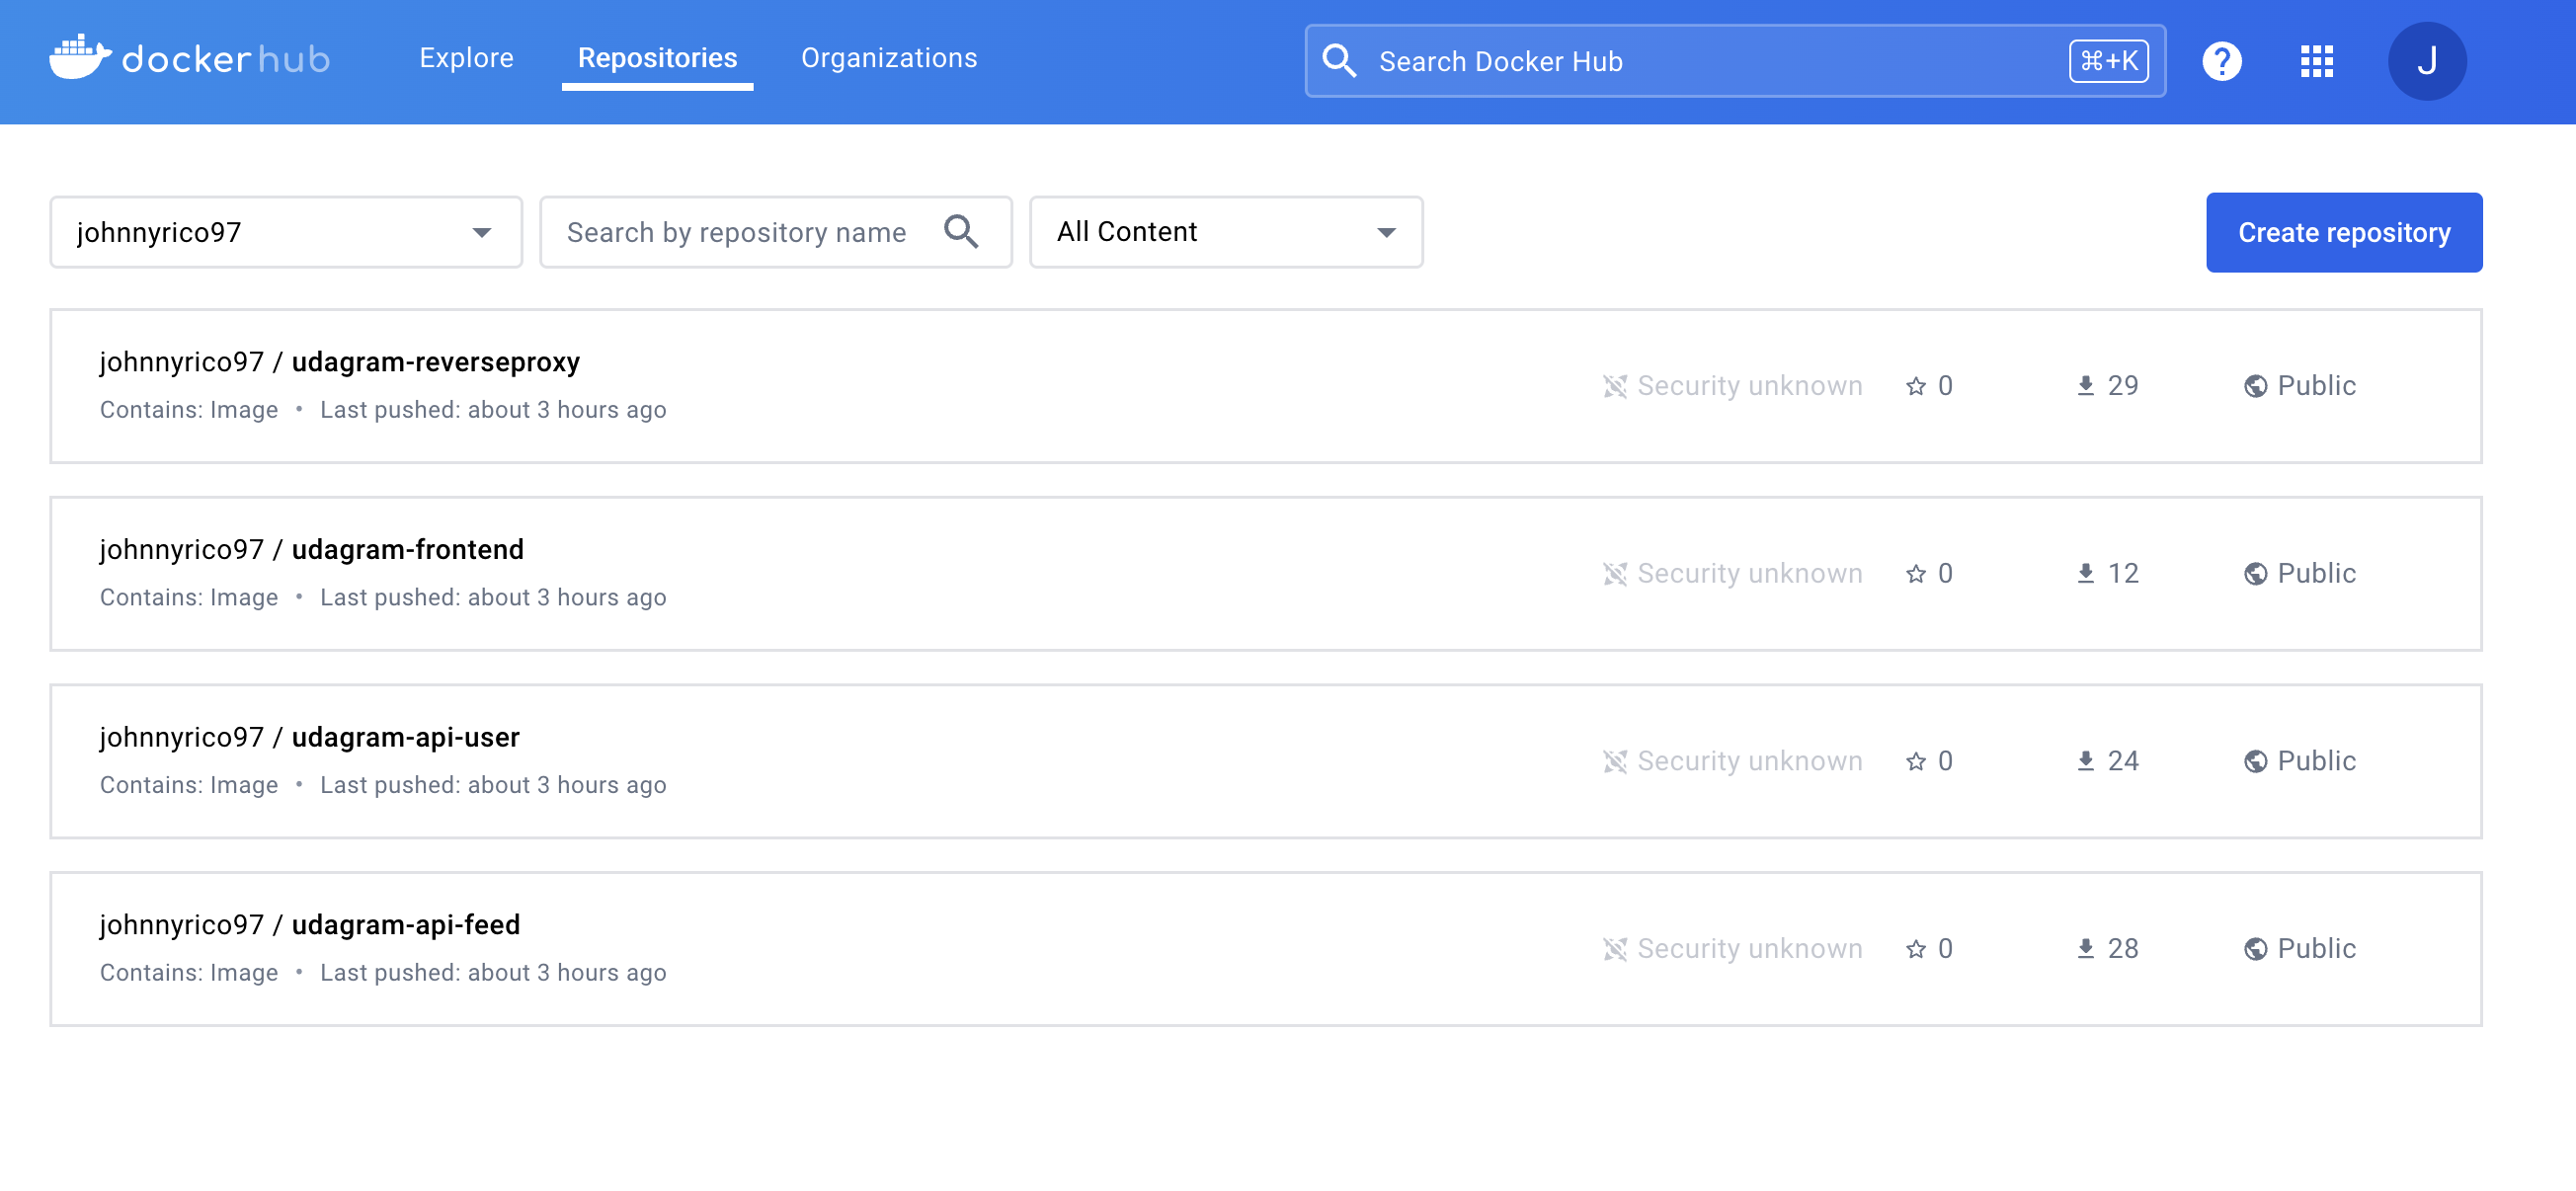 docker hub
Explore Repositories Organizations
Search Docker Hub ⌘+K ? J
johnnyrico97 Search by repository name All Content Create repository
johnnyrico97 / udagram-reverseproxy
Contains: Image • Last pushed: about 3 hours ago
Security unknown 0 29 Public
johnnyrico97 / udagram-frontend
Contains: Image • Last pushed: about 3 hours ago
Security unknown 0 12 Public
johnnyrico97 / udagram-api-user
Contains: Image • Last pushed: about 3 hours ago
Security unknown 0 24 Public
johnnyrico97 / udagram-api-feed
Contains: Image • Last pushed: about 3 hours ago
Security unknown 0 28 Public